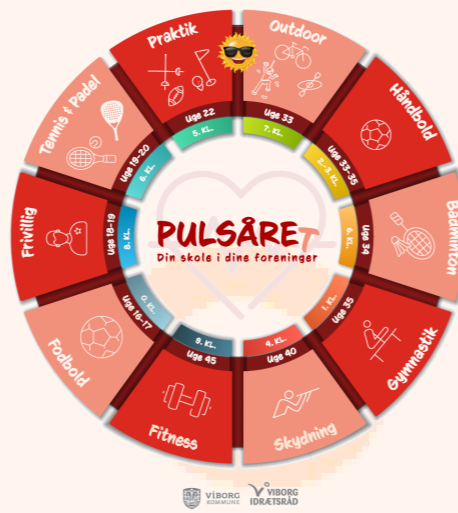 PULSÅRET
Din skole i dine foreninger
Outdoor
Uge 33
7. KL.
Håndbold
Uge 33-35
2.-3. KL.
Badminton
Uge 34
6. KL.
Gymnastik
Uge 35
1. KL.
Skydning
Uge 40
4. KL.
Fitness
Uge 45
9. KL.
Fodbold
Uge 16-17
0. KL.
Frivillig
Uge 18-19
8. KL.
Tennis & Padel
Uge 19-20
6. KL.
Praktik
Uge 22
5. KL.
VIBORG
KOMMUNE
VIBORG
IDRÆTSRÅD